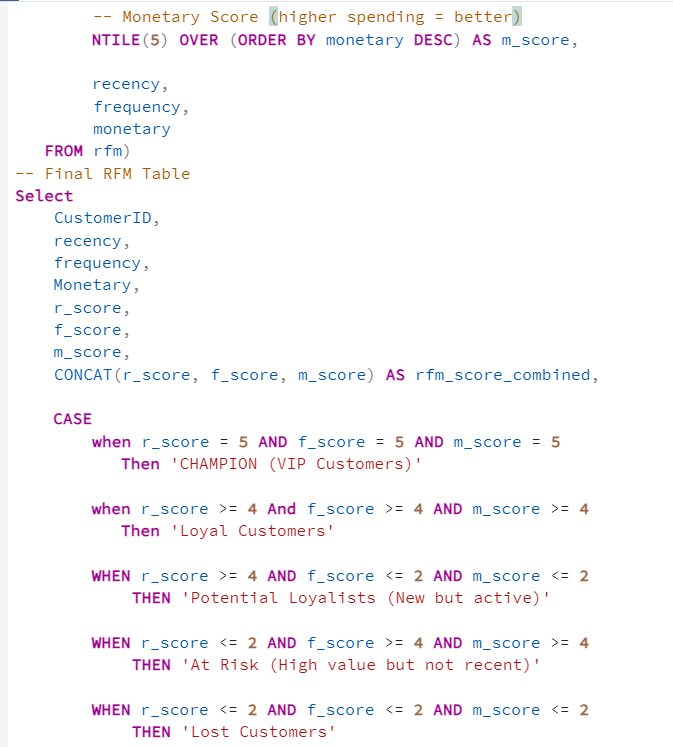 -- Monetary Score (higher spending = better)
NTILE(5) OVER (ORDER BY monetary DESC) AS m_score,
recency,
frequency,
monetary
FROM rfm)
-- Final RFM Table
Select
CustomerID,
recency,
frequency,
Monetary,
r_score,
f_score,
m_score,
CONCAT(r_score, f_score, m_score) AS rfm_score_combined,
CASE
when r_score = 5 AND f_score = 5 AND m_score = 5
Then 'CHAMPION (VIP Customers)'
when r_score >= 4 And f_score >= 4 AND m_score >= 4
Then 'Loyal Customers'
WHEN r_score >= 4 AND f_score <= 2 AND m_score <= 2
THEN 'Potential Loyalists (New but active)'
WHEN r_score <= 2 AND f_score >= 4 AND m_score >= 4
THEN 'At Risk (High value but not recent)'
WHEN r_score <= 2 AND f_score <= 2 AND m_score <= 2
THEN 'Lost Customers'